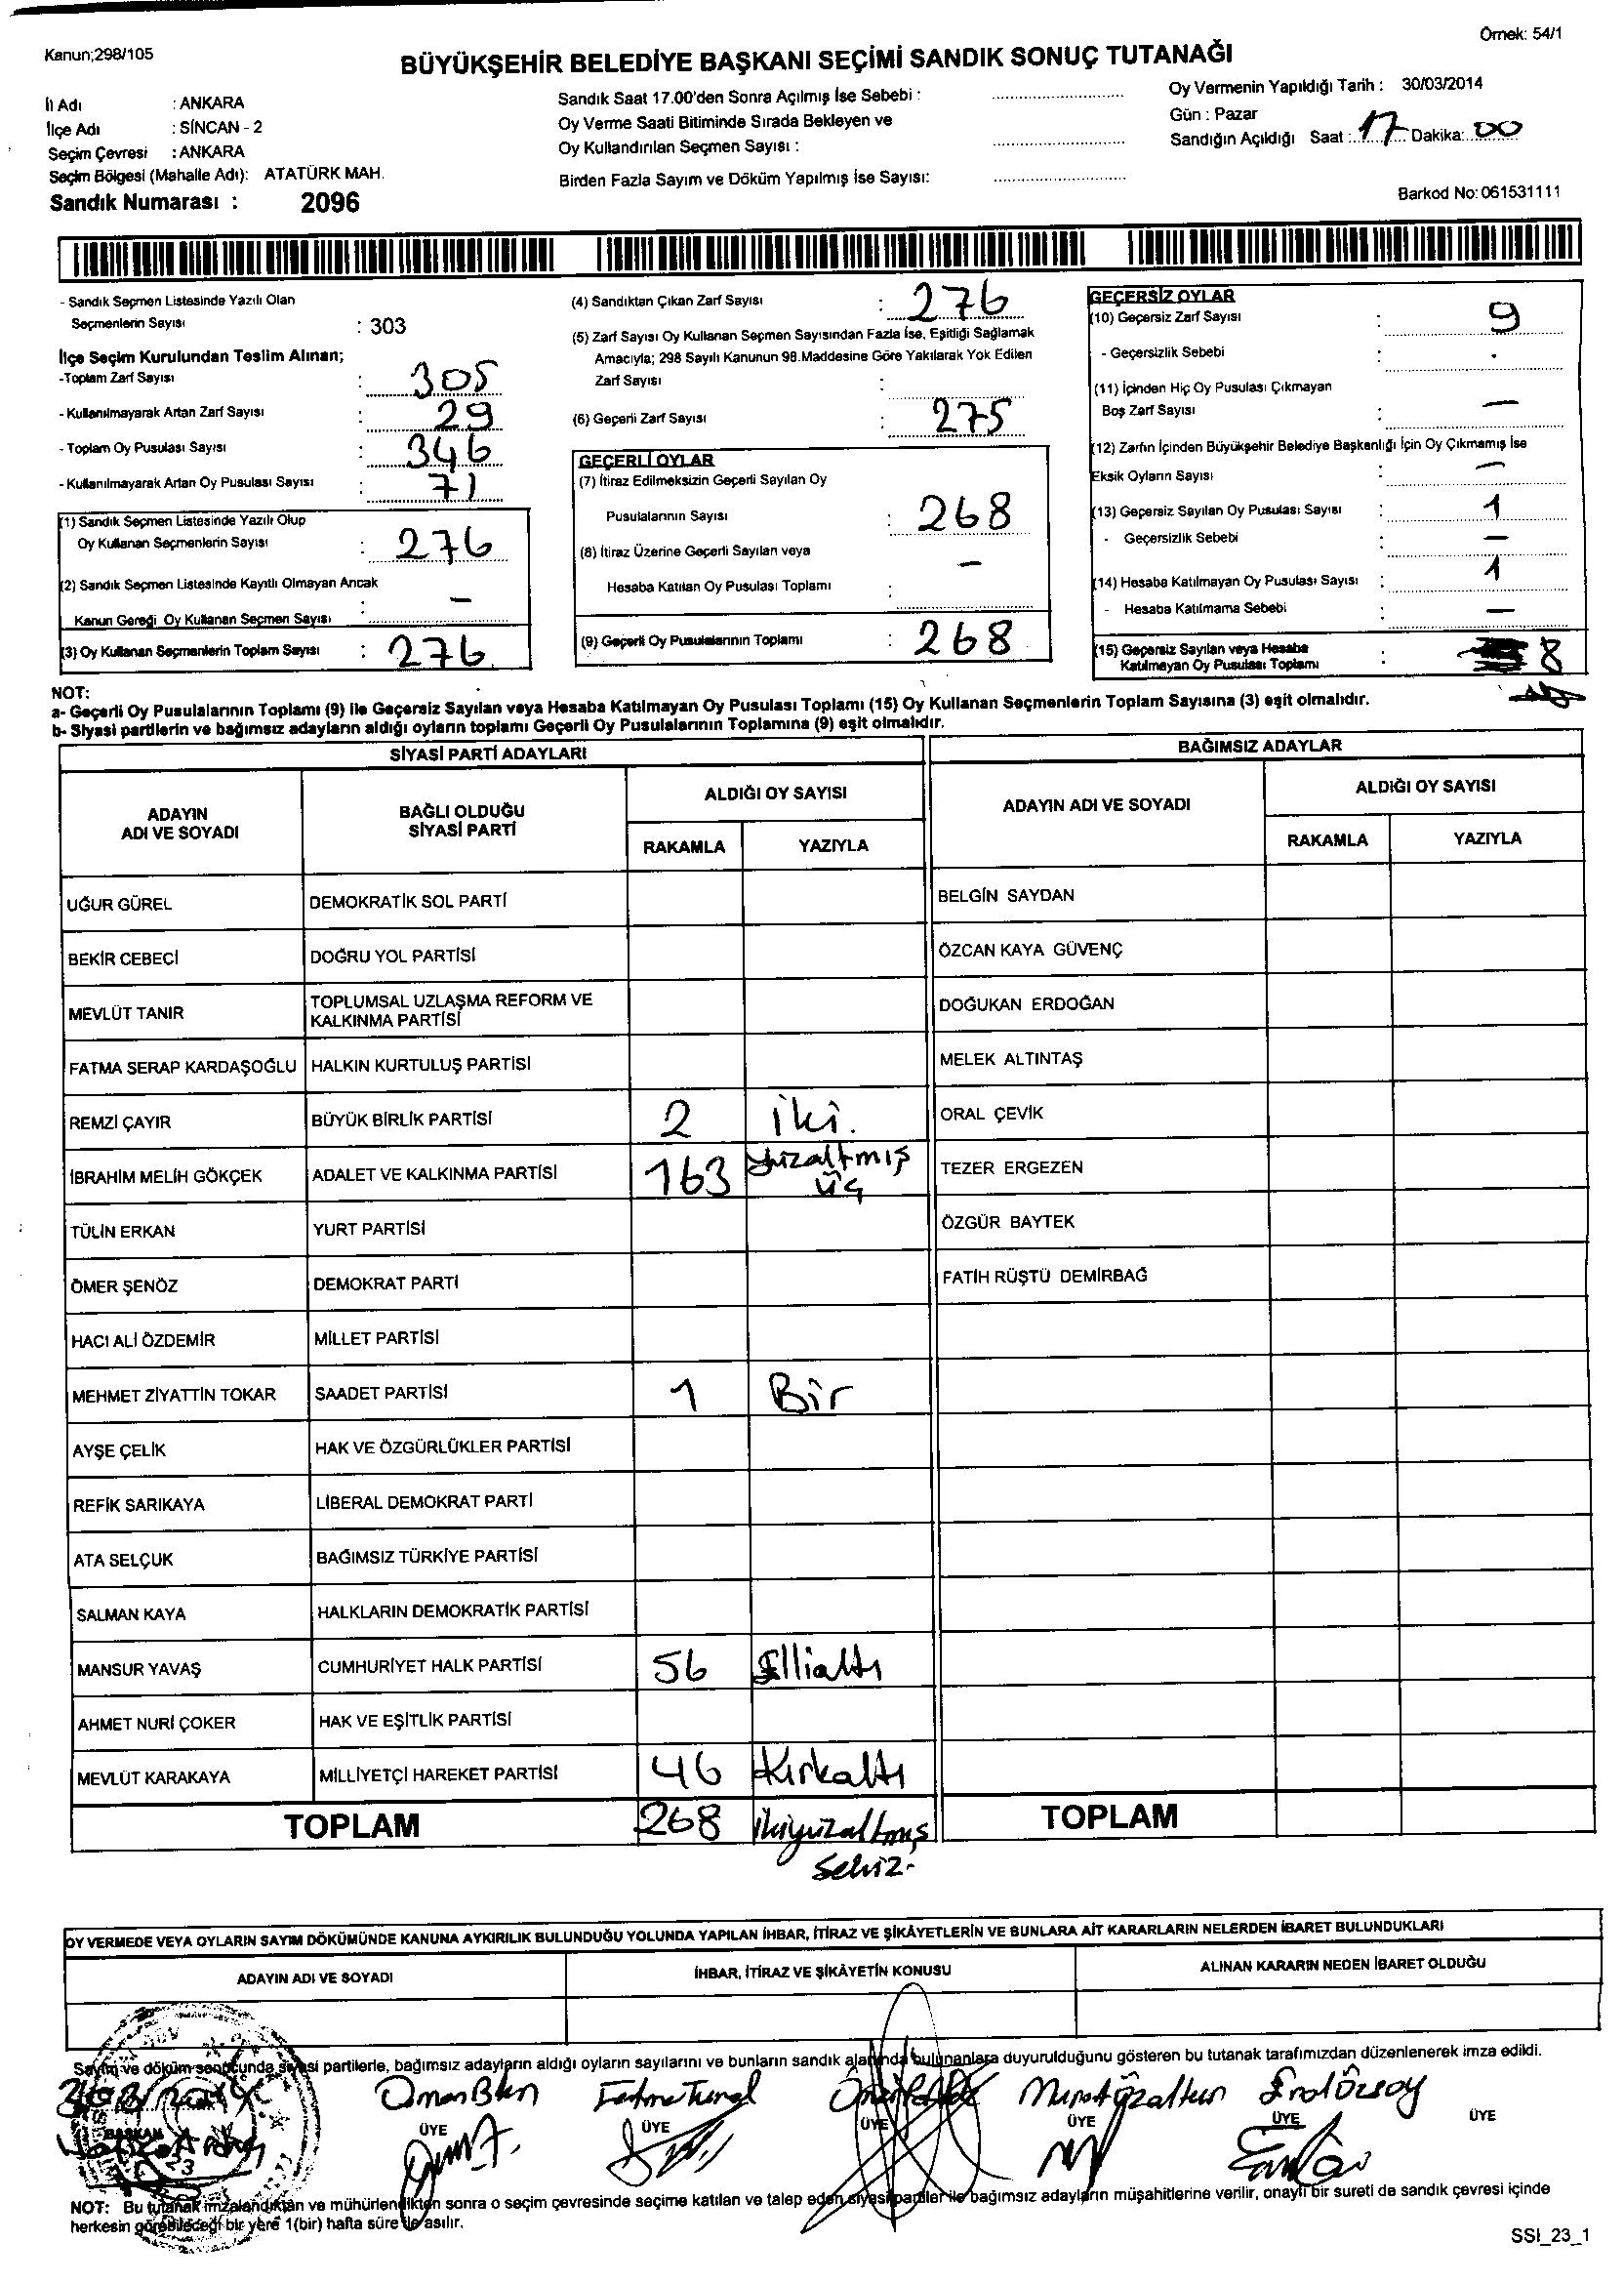 Kanun;298/105
Örnek: 54/1
BÜYÜKŞEHİR BELEDİYE BAŞKANI SEÇİMİ SANDIK SONUÇ TUTANAĞI
İl Adı : ANKARA
İlçe Adı : SİNCAN - 2
Seçim Çevresi : ANKARA
Seçim Bölgesi (Mahalle Adı): ATATÜRK MAH.
Sandık Numarası : 2096
Sandık Saat 17.00'den Sonra Açılmış İse Sebebi :
Oy Verme Saati Bitiminde Sırada Bekleyen ve
Oy Kullandırılan Seçmen Sayısı :
Birden Fazla Sayım ve Döküm Yapılmış İse Sayısı:
Oy Vermenin Yapıldığı Tarih : 30/03/2014
Gün : Pazar
Sandığın Açıldığı Saat : 17 Dakika: 00
Barkod No: 061531111
- Sandık Seçmen Listesinde Yazılı Olan
Seçmenlerin Sayısı : 303
İlçe Seçim Kurulundan Teslim Alınan;
-Toplam Zarf Sayısı : 305
- Kullanılmayarak Artan Zarf Sayısı : 29
- Toplam Oy Pusulası Sayısı : 346
- Kullanılmayarak Artan Oy Pusulası Sayısı : 71
(1) Sandık Seçmen Listesinde Yazılı Olup
Oy Kullanan Seçmenlerin Sayısı : 276
(2) Sandık Seçmen Listesinde Kayıtlı Olmayan Ancak
Kanun Gereği Oy Kullanan Seçmen Sayısı : -
(3) Oy Kullanan Seçmenlerin Toplam Sayısı : 276
(4) Sandıktan Çıkan Zarf Sayısı : 276
(5) Zarf Sayısı Oy Kullanan Seçmen Sayısından Fazla İse, Eşitliği Sağlamak
Amacıyla; 298 Sayılı Kanunun 98.Maddesine Göre Yakılarak Yok Edilen
Zarf Sayısı :
(6) Geçerli Zarf Sayısı : 275
GEÇERLİ OYLAR
(7) İtiraz Edilmeksizin Geçerli Sayılan Oy
Pusulalarının Sayısı : 268
(8) İtiraz Üzerine Geçerli Sayılan veya
Hesaba Katılan Oy Pusulası Toplamı : -
(9) Geçerli Oy Pusulalarının Toplamı : 268
GEÇERSİZ OYLAR
(10) Geçersiz Zarf Sayısı : 9
- Geçersizlik Sebebi : .
(11) İçinden Hiç Oy Pusulası Çıkmayan
Boş Zarf Sayısı : -
(12) Zarfın İçinden Büyükşehir Belediye Başkanlığı İçin Oy Çıkmamış İse
Eksik Oyların Sayısı : -
(13) Geçersiz Sayılan Oy Pusulası Sayısı : 1
- Geçersizlik Sebebi : -
(14) Hesaba Katılmayan Oy Pusulası Sayısı : 1
- Hesaba Katılmama Sebebi : -
(15) Geçersiz Sayılan veya Hesaba
Katılmayan Oy Pusulası Toplamı : 8
NOT:
a- Geçerli Oy Pusulalarının Toplamı (9) ile Geçersiz Sayılan veya Hesaba Katılmayan Oy Pusulası Toplamı (15) Oy Kullanan Seçmenlerin Toplam Sayısına (3) eşit olmalıdır.
b- Siyasi partilerin ve bağımsız adayların aldığı oyların toplamı Geçerli Oy Pusulalarının Toplamına (9) eşit olmalıdır.
SİYASİ PARTİ ADAYLARI
BAĞIMSIZ ADAYLAR
ADAYIN ADI VE SOYADI
BAĞLI OLDUĞU SİYASİ PARTİ
ALDIĞI OY SAYISI
RAKAMLA YAZIYLA
ADAYIN ADI VE SOYADI
ALDIĞI OY SAYISI
RAKAMLA YAZIYLA
UĞUR GÜREL DEMOKRATİK SOL PARTİ BELGİN SAYDAN
BEKİR CEBECİ DOĞRU YOL PARTİSİ ÖZCAN KAYA GÜVENÇ
MEVLÜT TANIR TOPLUMSAL UZLAŞMA REFORM VE KALKINMA PARTİSİ DOĞUKAN ERDOĞAN
FATMA SERAP KARDAŞOĞLU HALKIN KURTULUŞ PARTİSİ MELEK ALTINTAŞ
REMZİ ÇAYIR BÜYÜK BİRLİK PARTİSİ 2 iki. ORAL ÇEVİK
İBRAHİM MELİH GÖKÇEK ADALET VE KALKINMA PARTİSİ 163 yüzaltmış üç TEZER ERGEZEN
TÜLİN ERKAN YURT PARTİSİ ÖZGÜR BAYTEK
ÖMER ŞENÖZ DEMOKRAT PARTİ FATİH RÜŞTÜ DEMİRBAĞ
HACI ALİ ÖZDEMİR MİLLET PARTİSİ
MEHMET ZİYATTİN TOKAR SAADET PARTİSİ 1 Bir
AYŞE ÇELİK HAK VE ÖZGÜRLÜKLER PARTİSİ
REFİK SARIKAYA LİBERAL DEMOKRAT PARTİ
ATA SELÇUK BAĞIMSIZ TÜRKİYE PARTİSİ
SALMAN KAYA HALKLARIN DEMOKRATİK PARTİSİ
MANSUR YAVAŞ CUMHURİYET HALK PARTİSİ 56 Ellialtı
AHMET NURİ ÇOKER HAK VE EŞİTLİK PARTİSİ
MEVLÜT KARAKAYA MİLLİYETÇİ HAREKET PARTİSİ 46 Kırkaltı
TOPLAM 268 ikiyüzaltmış TOPLAM
sekiz-
OY VERMEDE VEYA OYLARIN SAYIM DÖKÜMÜNDE KANUNA AYKIRILIK BULUNDUĞU YOLUNDA YAPILAN İHBAR, İTİRAZ VE ŞİKÂYETLERİN VE BUNLARA AİT KARARLARIN NELERDEN İBARET BULUNDUKLARI
ADAYIN ADI VE SOYADI İHBAR, İTİRAZ VE ŞİKÂYETİN KONUSU ALINAN KARARIN NEDEN İBARET OLDUĞU
Sayım ve döküm sonucunda siyasi partilerle, bağımsız adayların aldığı oyların sayılarını ve bunların sandık alanında bulunanlara duyurulduğunu gösteren bu tutanak tarafımızdan düzenlenerek imza edildi.
Fatma Tunal Murat Özalkun Erol Özsoy
BAŞKAN ÜYE ÜYE ÜYE ÜYE ÜYE ÜYE
NOT: Bu tutanak imzalandıktan ve mühürlendikten sonra o seçim çevresinde seçime katılan ve talep eden siyasi partiler ile bağımsız adayların müşahitlerine verilir, onaylı bir sureti de sandık çevresi içinde
herkesin görebileceği bir yere 1(bir) hafta süre ile asılır.
SSI_23_1